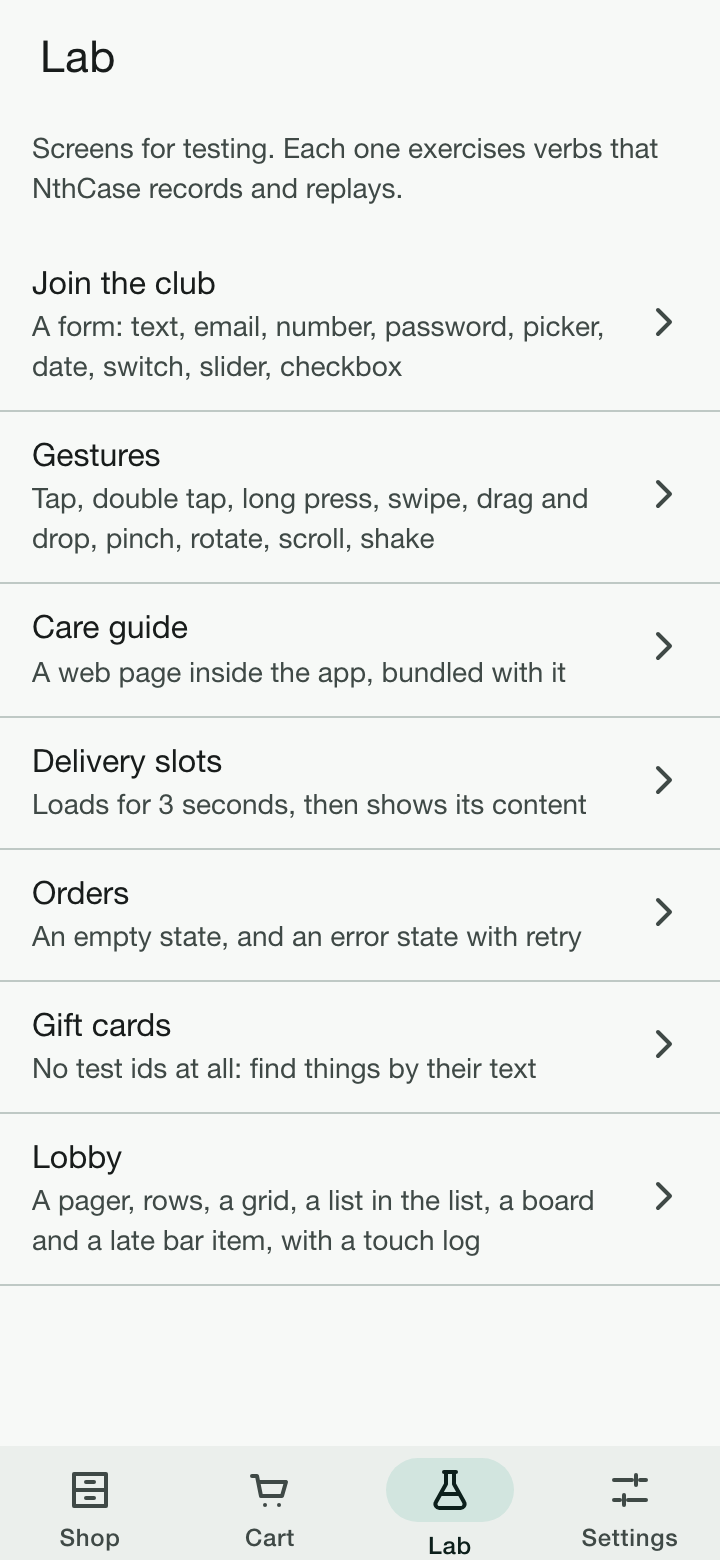 Lab
Screens for testing. Each one exercises verbs that
NthCase records and replays.
Join the club
A form: text, email, number, password, picker,
date, switch, slider, checkbox
Gestures
Tap, double tap, long press, swipe, drag and
drop, pinch, rotate, scroll, shake
Care guide
A web page inside the app, bundled with it
Delivery slots
Loads for 3 seconds, then shows its content
Orders
An empty state, and an error state with retry
Gift cards
No test ids at all: find things by their text
Lobby
A pager, rows, a grid, a list in the list, a board
and a late bar item, with a touch log
Shop
Cart
Lab
Settings